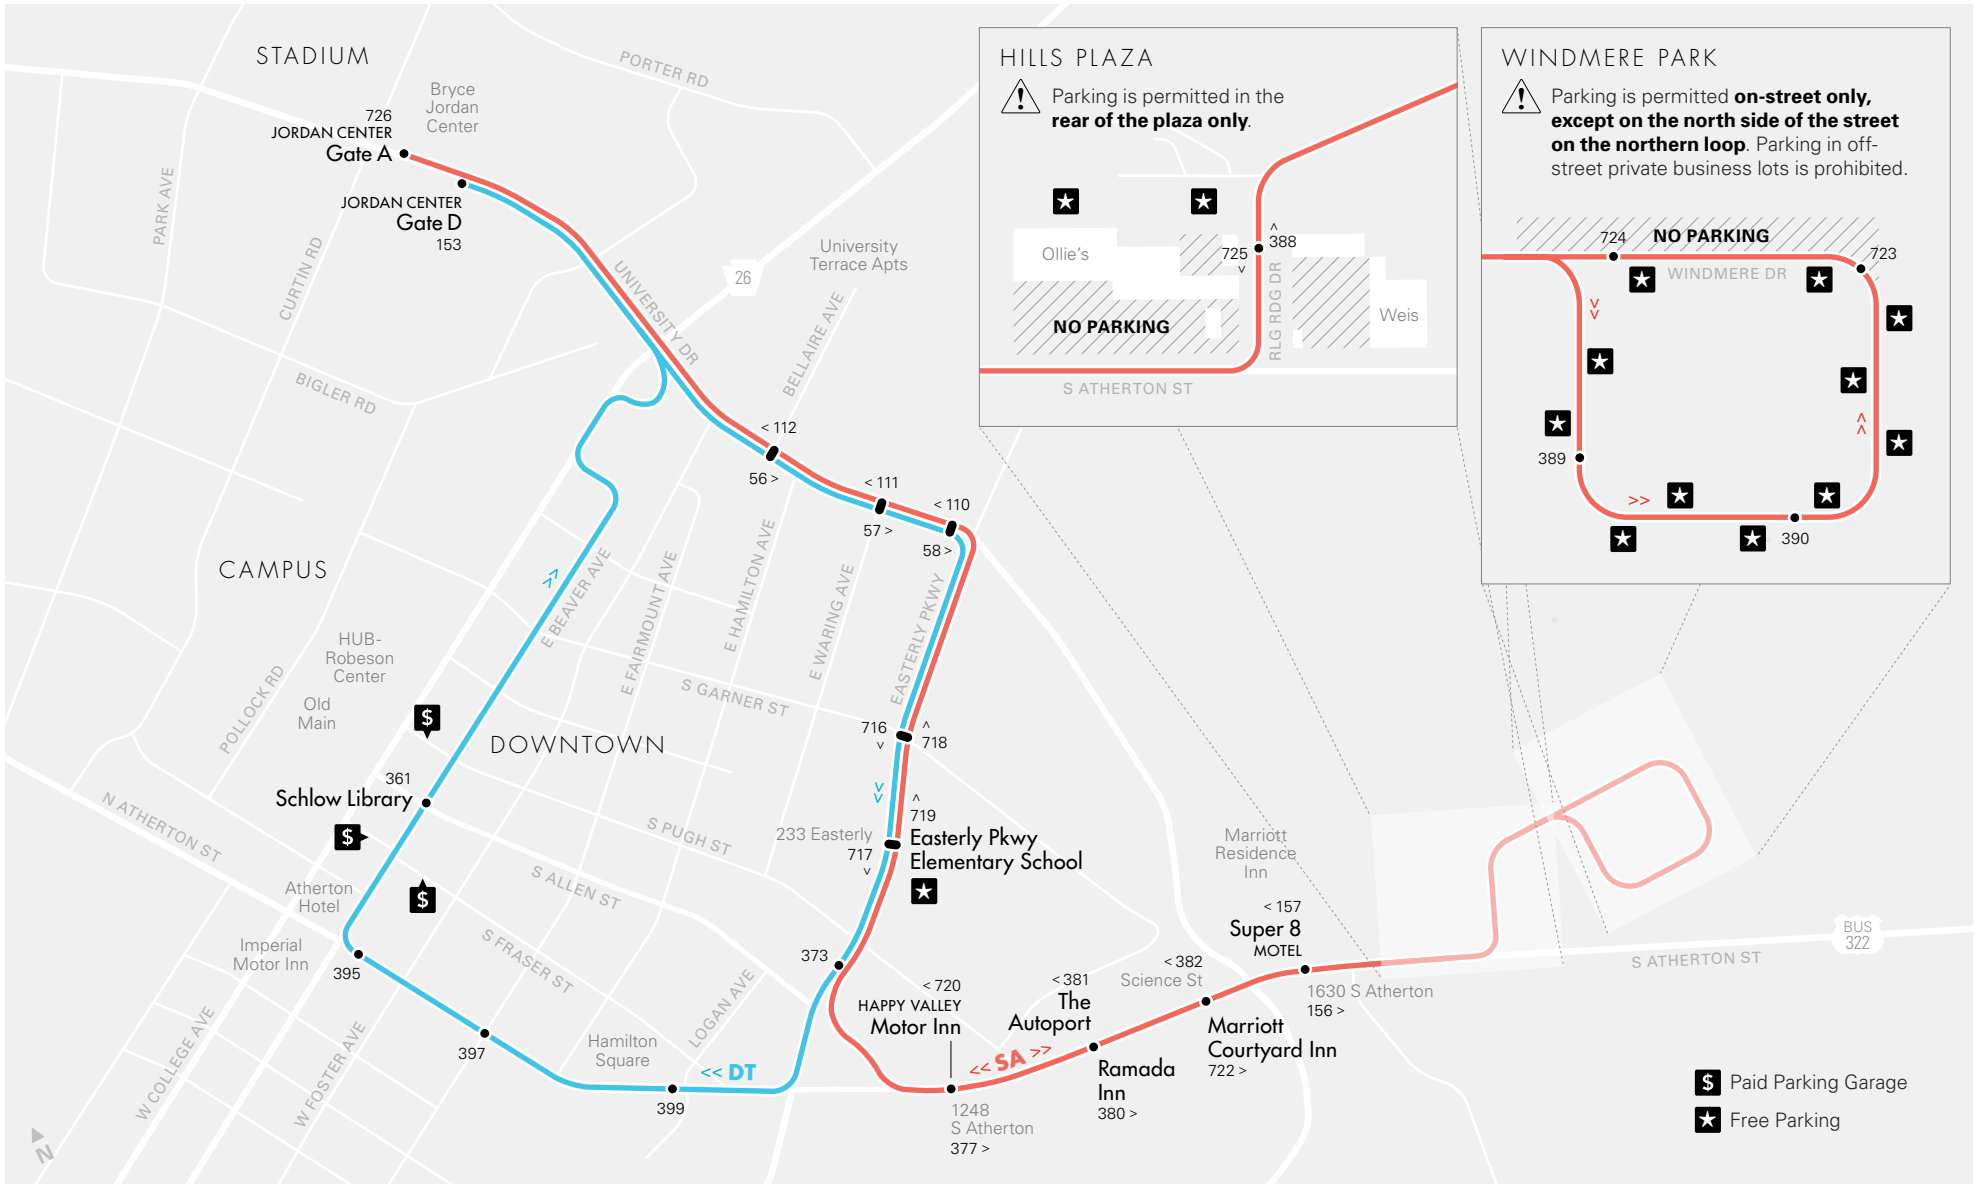 STADIUM
Bryce
Jordan
Center
726
JORDAN CENTER
Gate A
JORDAN CENTER
Gate D
153
PORTER RD
PARK AVE
CURTIN RD
UNIVERSITY DR
26
University
Terrace Apts
BELLAIRE AVE
BIGLER RD
< 112
56 >
< 111
57 >
< 110
58 >
CAMPUS
HUB-
Robeson
Center
Old
Main
POLLOCK RD
>>
E BEAVER AVE
E FAIRMOUNT AVE
E HAMILTON AVE
E WARING AVE
EASTERLY PKWY
S GARNER ST
716
v
^
718
DOWNTOWN
$
361
Schlow Library
$
$
N ATHERTON ST
>>
^
719
233 Easterly
717
v
Easterly Pkwy
Elementary School
S PUGH ST
S ALLEN ST
Atherton
Hotel
Imperial
Motor Inn
395
S FRASER ST
373
LOGAN AVE
397
Hamilton
Square
<< DT
399
W COLLEGE AVE
W FOSTER AVE
N
< 720
HAPPY VALLEY
Motor Inn
<< SA >>
1248
S Atherton
377 >
< 381
The
Autoport
Ramada
Inn
380 >
< 382
Science St
Marriott
Courtyard Inn
722 >
Marriott
Residence
Inn
< 157
Super 8
MOTEL
1630 S Atherton
156 >
S ATHERTON ST
BUS
322
HILLS PLAZA
! Parking is permitted in the
rear of the plaza only.
Ollie's
725
v
^
388
RLG RDG DR
Weis
NO PARKING
S ATHERTON ST
WINDMERE PARK
! Parking is permitted on-street only,
except on the north side of the street
on the northern loop. Parking in off-
street private business lots is prohibited.
724
NO PARKING
723
WINDMERE DR
>>
389
>>
390
>>
$ Paid Parking Garage
Free Parking